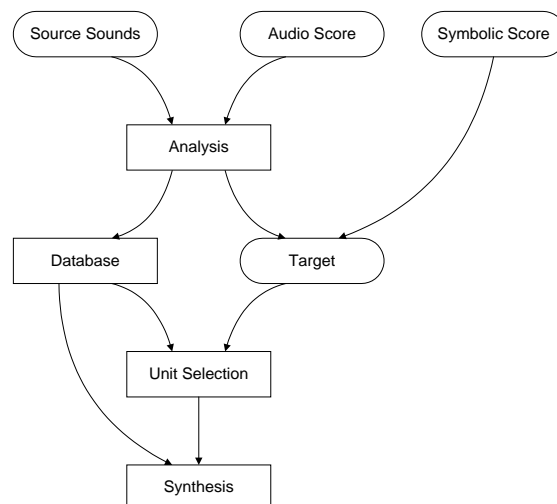 Source Sounds
Audio Score
Symbolic Score
Analysis
Database
Target
Unit Selection
Synthesis